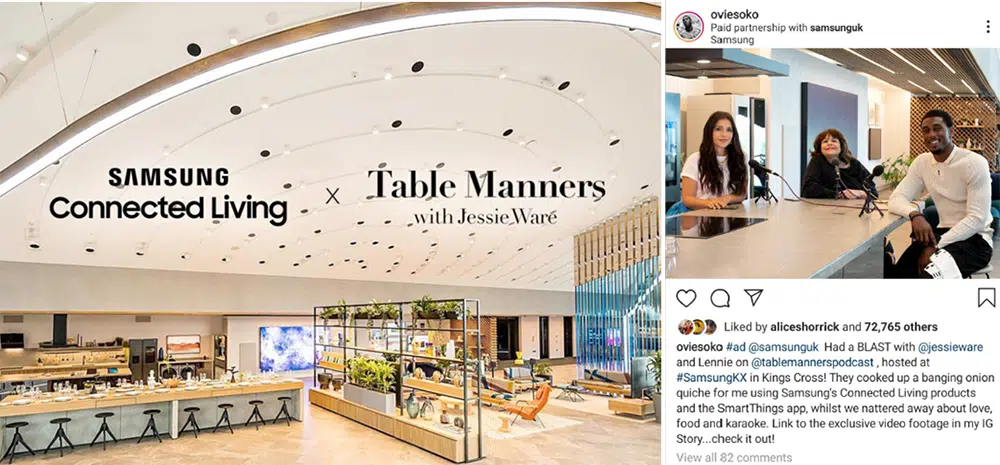 SAMSUNG
Connected Living
x
Table Manners
with Jessie Ware
oviesoko
Paid partnership with samsunguk
Samsung
Liked by aliceshorrick and 72,765 others
oviesoko #ad @samsunguk Had a BLAST with @jessieware
and Lennie on @tablemannerspodcast , hosted at
#SamsungKX in Kings Cross! They cooked up a banging onion
quiche for me using Samsung's Connected Living products
and the SmartThings app, whilst we nattered away about love,
food and karaoke. Link to the exclusive video footage in my IG
Story...check it out!
View all 82 comments